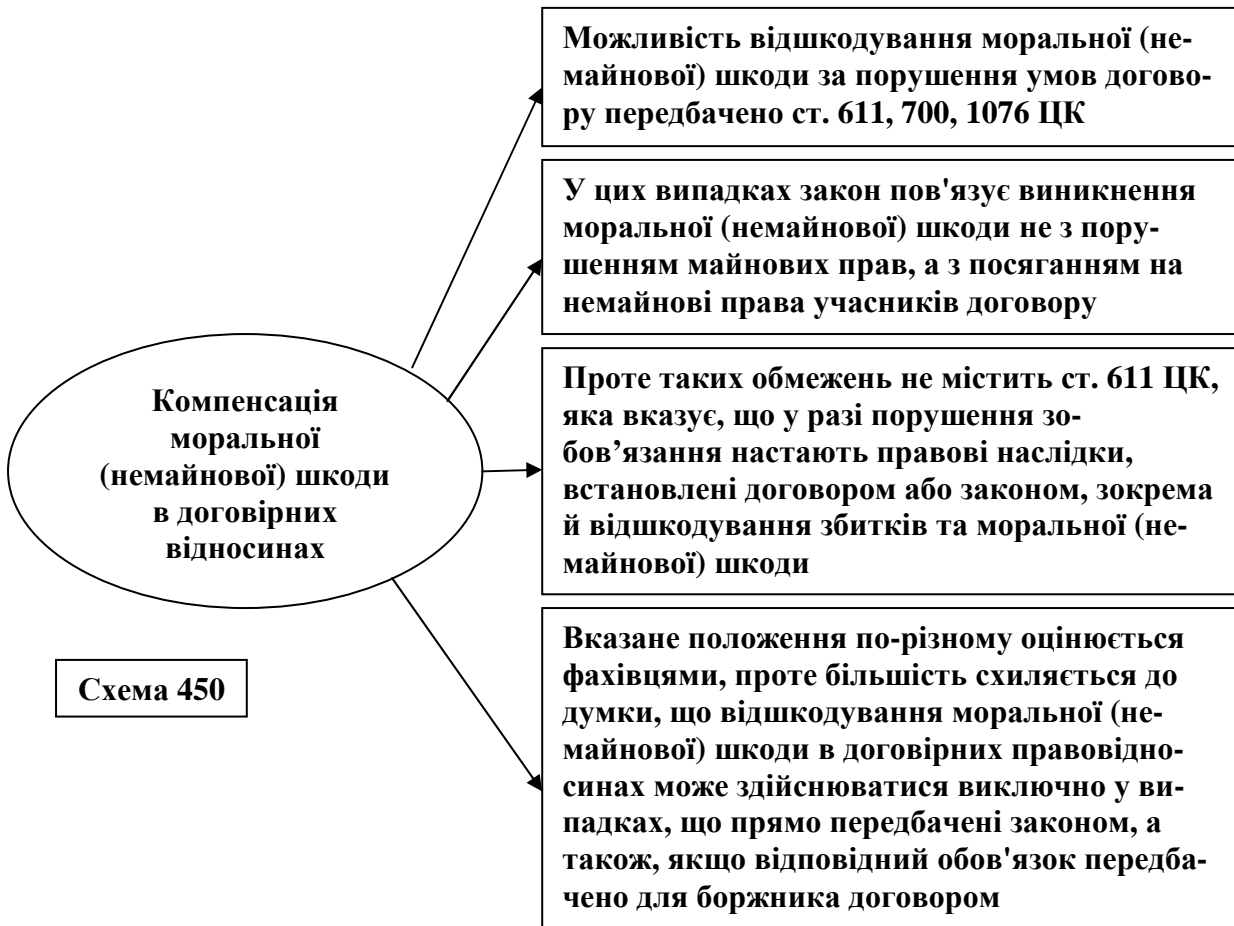 Можливість відшкодування моральної (не-
майнової) шкоди за порушення умов догово-
ру передбачено ст. 611, 700, 1076 ЦК
У цих випадках закон пов'язує виникнення
моральної (немайнової) шкоди не з пору-
шенням майнових прав, а з посяганням на
немайнові права учасників договору
Компенсація
моральної
(немайнової) шкоди
в договірних
відносинах
Проте таких обмежень не містить ст. 611 ЦК,
яка вказує, що у разі порушення зо-
бов’язання настають правові наслідки,
встановлені договором або законом, зокрема
й відшкодування збитків та моральної (не-
майнової) шкоди
Вказане положення по-різному оцінюється
фахівцями, проте більшість схиляється до
думки, що відшкодування моральної (не-
майнової) шкоди в договірних правовідно-
синах може здійснюватися виключно у ви-
падках, що прямо передбачені законом, а
також, якщо відповідний обов'язок передба-
чено для боржника договором
Схема 450